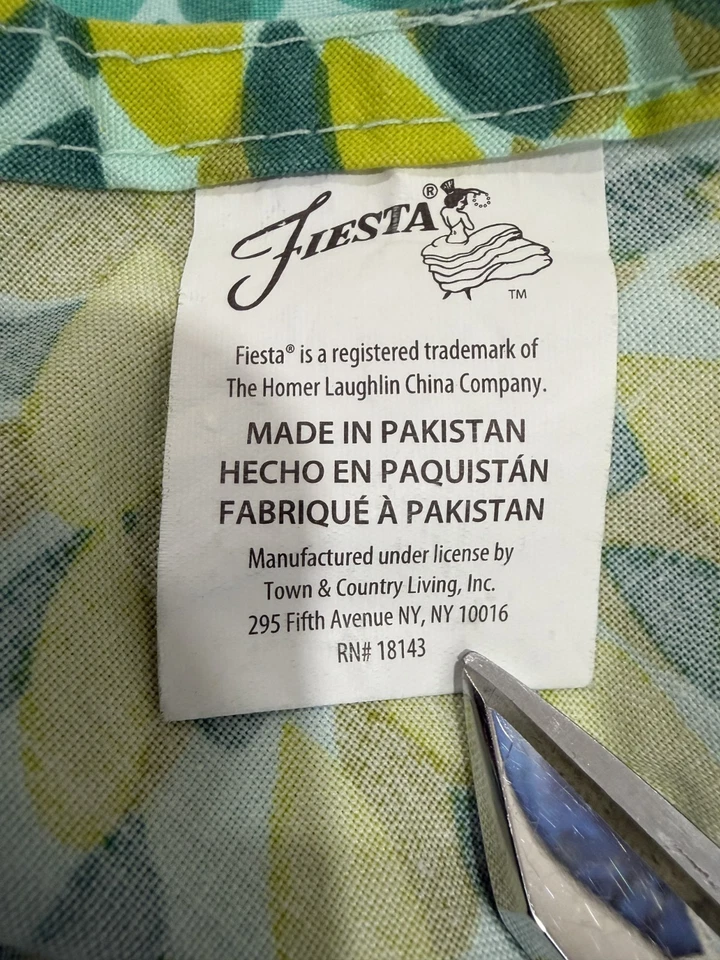 FIESTA®
TM
Fiesta® is a registered trademark of
The Homer Laughlin China Company.
MADE IN PAKISTAN
HECHO EN PAQUISTÁN
FABRIQUÉ À PAKISTAN
Manufactured under license by
Town & Country Living, Inc.
295 Fifth Avenue NY, NY 10016
RN# 18143